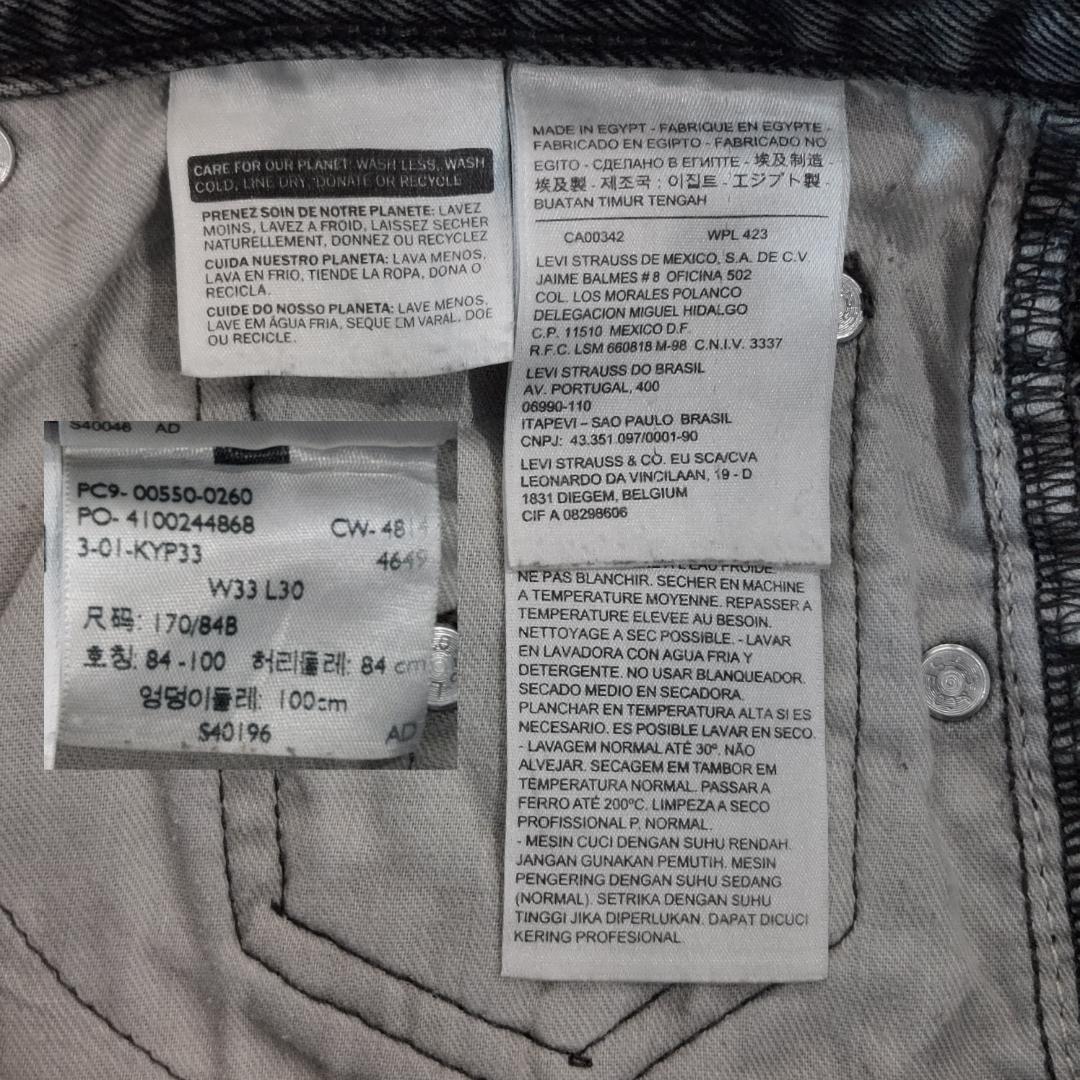 CARE FOR OUR PLANET: WASH LESS, WASH
COLD, LINE DRY, DONATE OR RECYCLE
PRENEZ SOIN DE NOTRE PLANETE: LAVEZ
MOINS, LAVEZ A FROID, LAISSEZ SECHER
NATURELLEMENT, DONNEZ OU RECYCLEZ
CUIDA NUESTRO PLANETA: LAVA MENOS,
LAVA EN FRIO, TIENDE LA ROPA, DONA O
RECICLA.
CUIDE DO NOSSO PLANETA: LAVE MENOS,
LAVE EM ÁGUA FRIA, SEQUE EM VARAL, DOE
OU RECICLE.
MADE IN EGYPT - FABRIQUE EN EGYPTE -
FABRICADO EN EGIPTO - FABRICADO NO
EGITO - СДЕЛАНО В ЕГИПТЕ - 埃及制造 -
埃及製 - 제조국 : 이집트 - エジプト製 -
BUATAN TIMUR TENGAH
CA00342 WPL 423
LEVI STRAUSS DE MEXICO, S.A. DE C.V.
JAIME BALMES # 8 OFICINA 502
COL. LOS MORALES POLANCO
DELEGACION MIGUEL HIDALGO
C.P. 11510 MEXICO D.F.
R.F.C. LSM 660818 M-98 C.N.I.V. 3337
LEVI STRAUSS DO BRASIL
AV. PORTUGAL, 400
06990-110
ITAPEVI – SAO PAULO BRASIL
CNPJ: 43.351.097/0001-90
LEVI STRAUSS & CO. EU SCA/CVA
LEONARDO DA VINCILAAN, 19 - D
1831 DIEGEM, BELGIUM
CIF A 08298606
L'EAU FROIDE.
NE PAS BLANCHIR. SECHER EN MACHINE
A TEMPERATURE MOYENNE. REPASSER A
TEMPERATURE ELEVEE AU BESOIN.
NETTOYAGE A SEC POSSIBLE. - LAVAR
EN LAVADORA CON AGUA FRIA Y
DETERGENTE. NO USAR BLANQUEADOR.
SECADO MEDIO EN SECADORA.
PLANCHAR EN TEMPERATURA ALTA SI ES
NECESARIO. ES POSIBLE LAVAR EN SECO.
- LAVAGEM NORMAL ATÉ 30º. NÃO
ALVEJAR. SECAGEM EM TAMBOR EM
TEMPERATURA NORMAL. PASSAR A
FERRO ATÉ 200ºC. LIMPEZA A SECO
PROFISSIONAL P. NORMAL.
- MESIN CUCI DENGAN SUHU RENDAH.
JANGAN GUNAKAN PEMUTIH. MESIN
PENGERING DENGAN SUHU SEDANG
(NORMAL). SETRIKA DENGAN SUHU
TINGGI JIKA DIPERLUKAN. DAPAT DICUCI
KERING PROFESIONAL.
S40046 AD
PC9- 00550-0260
PO- 4100244868 CW- 4814
3-01-KYP33 4649
W33 L30
尺码: 170/84B
호칭: 84 -100 허리둘레: 84 cm
엉덩이둘레: 100cm
S40196 AD